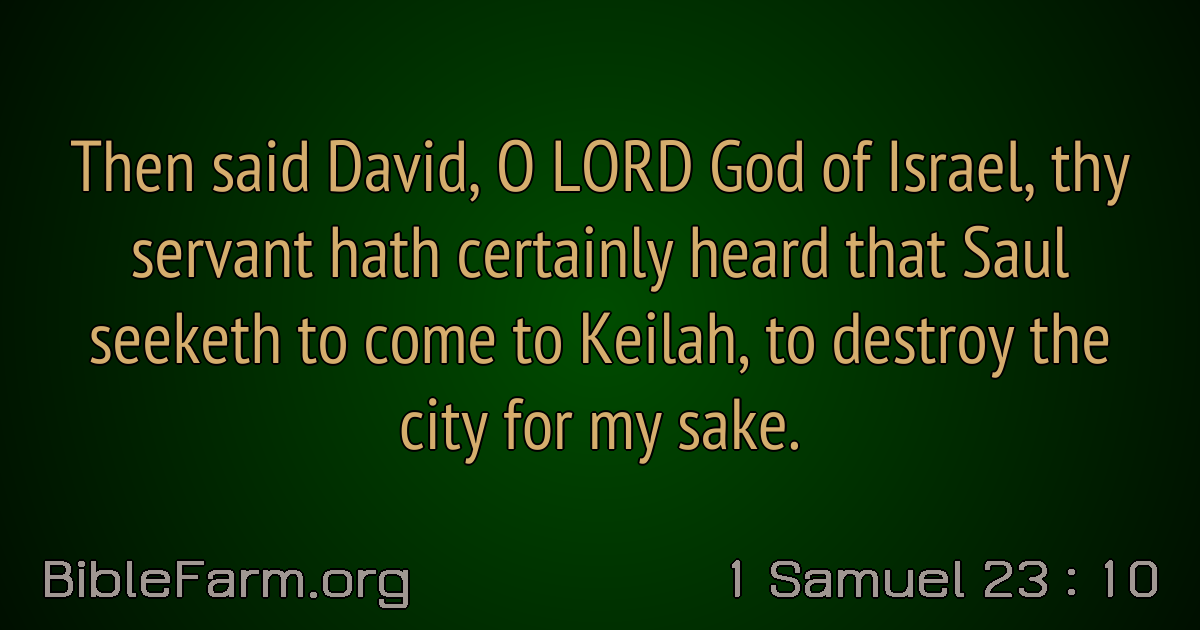 Then said David, O LORD God of Israel, thy
servant hath certainly heard that Saul
seeketh to come to Keilah, to destroy the
city for my sake.
BibleFarm.org
1 Samuel 23 : 10